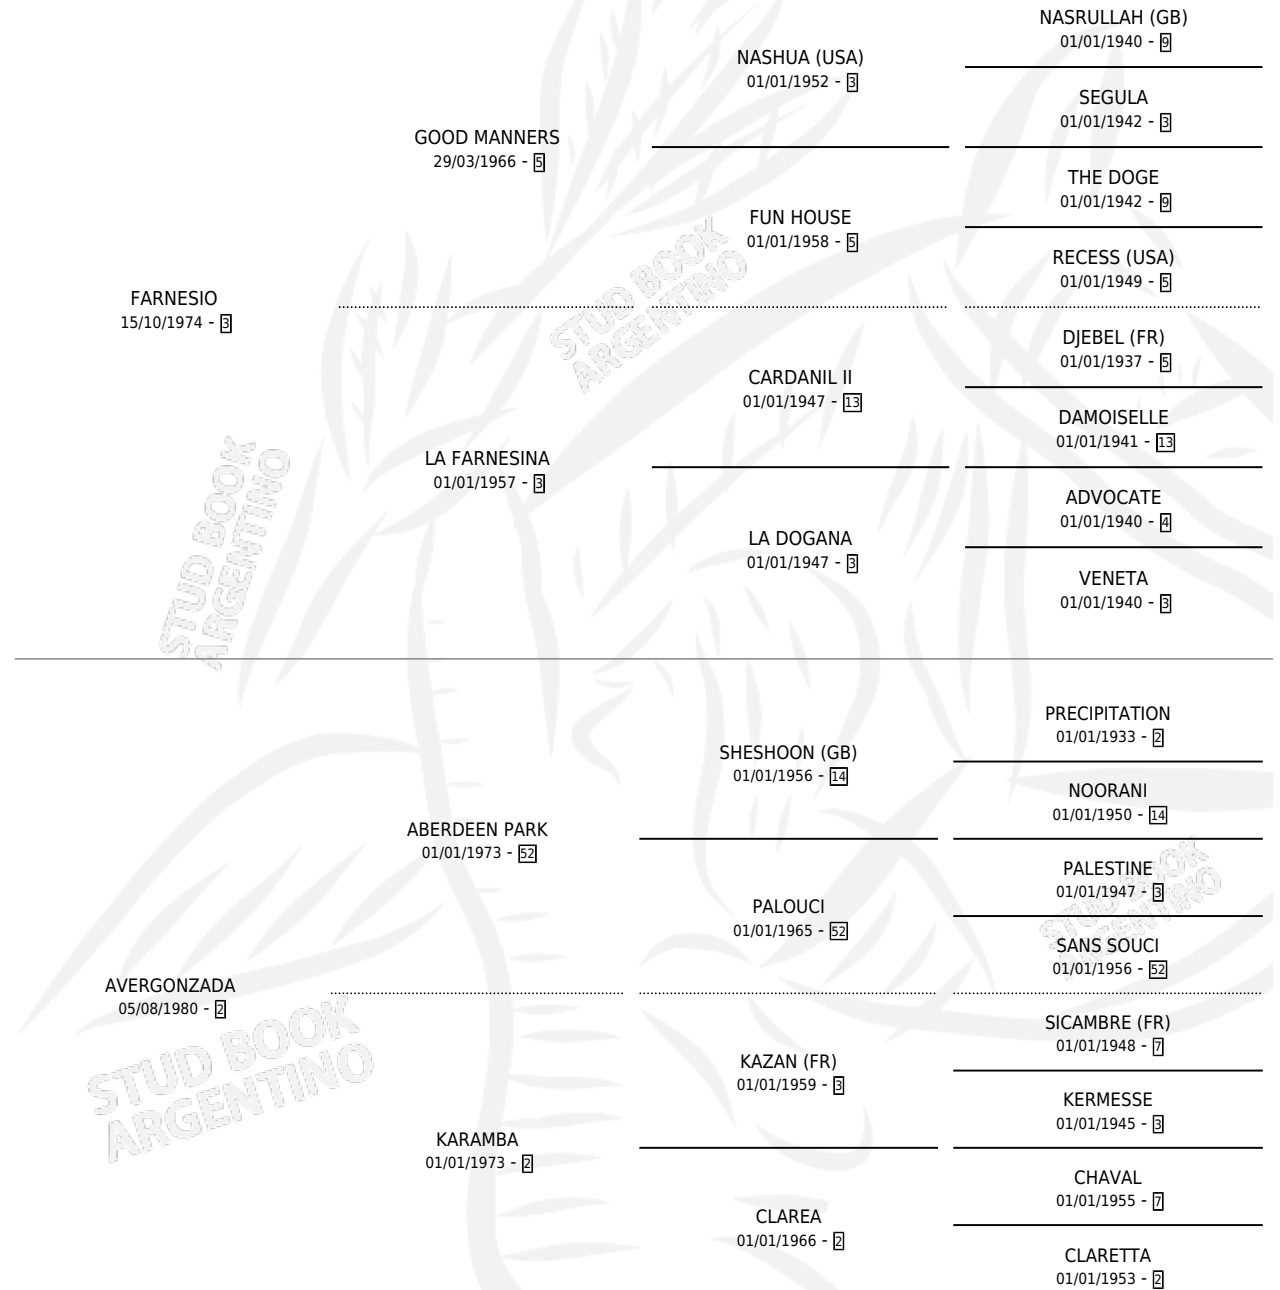 NASRULLAH (GB)
01/01/1940 - 9
NASHUA (USA)
01/01/1952 - 3
SEGULA
01/01/1942 - 3
GOOD MANNERS
29/03/1966 - 5
THE DOGE
01/01/1942 - 9
FUN HOUSE
01/01/1958 - 5
RECESS (USA)
01/01/1949 - 5
FARNESIO
15/10/1974 - 3
DJEBEL (FR)
01/01/1937 - 5
CARDANIL II
01/01/1947 - 13
DAMOISELLE
01/01/1941 - 13
LA FARNESINA
01/01/1957 - 3
ADVOCATE
01/01/1940 - 4
LA DOGANA
01/01/1947 - 3
VENETA
01/01/1940 - 3
PRECIPITATION
01/01/1933 - 2
SHESHOON (GB)
01/01/1956 - 14
NOORANI
01/01/1950 - 14
ABERDEEN PARK
01/01/1973 - 52
PALESTINE
01/01/1947 - 3
PALOUCI
01/01/1965 - 52
SANS SOUCI
01/01/1956 - 52
AVERGONZADA
05/08/1980 - 2
SICAMBRE (FR)
01/01/1948 - 7
KAZAN (FR)
01/01/1959 - 3
KERMESSE
01/01/1945 - 3
KARAMBA
01/01/1973 - 2
CHAVAL
01/01/1955 - 7
CLAREA
01/01/1966 - 2
CLARETTA
01/01/1953 - 2
STUD BOOK
ARGENTINO
STUD BOOK
ARGENTINO
STUD BOOK
ARGENTINO
STUD BOOK
ARGENTINO